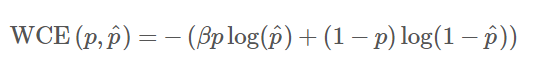 WCE (p, p̂) = − (βp log(p̂) + (1 − p) log(1 − p̂))